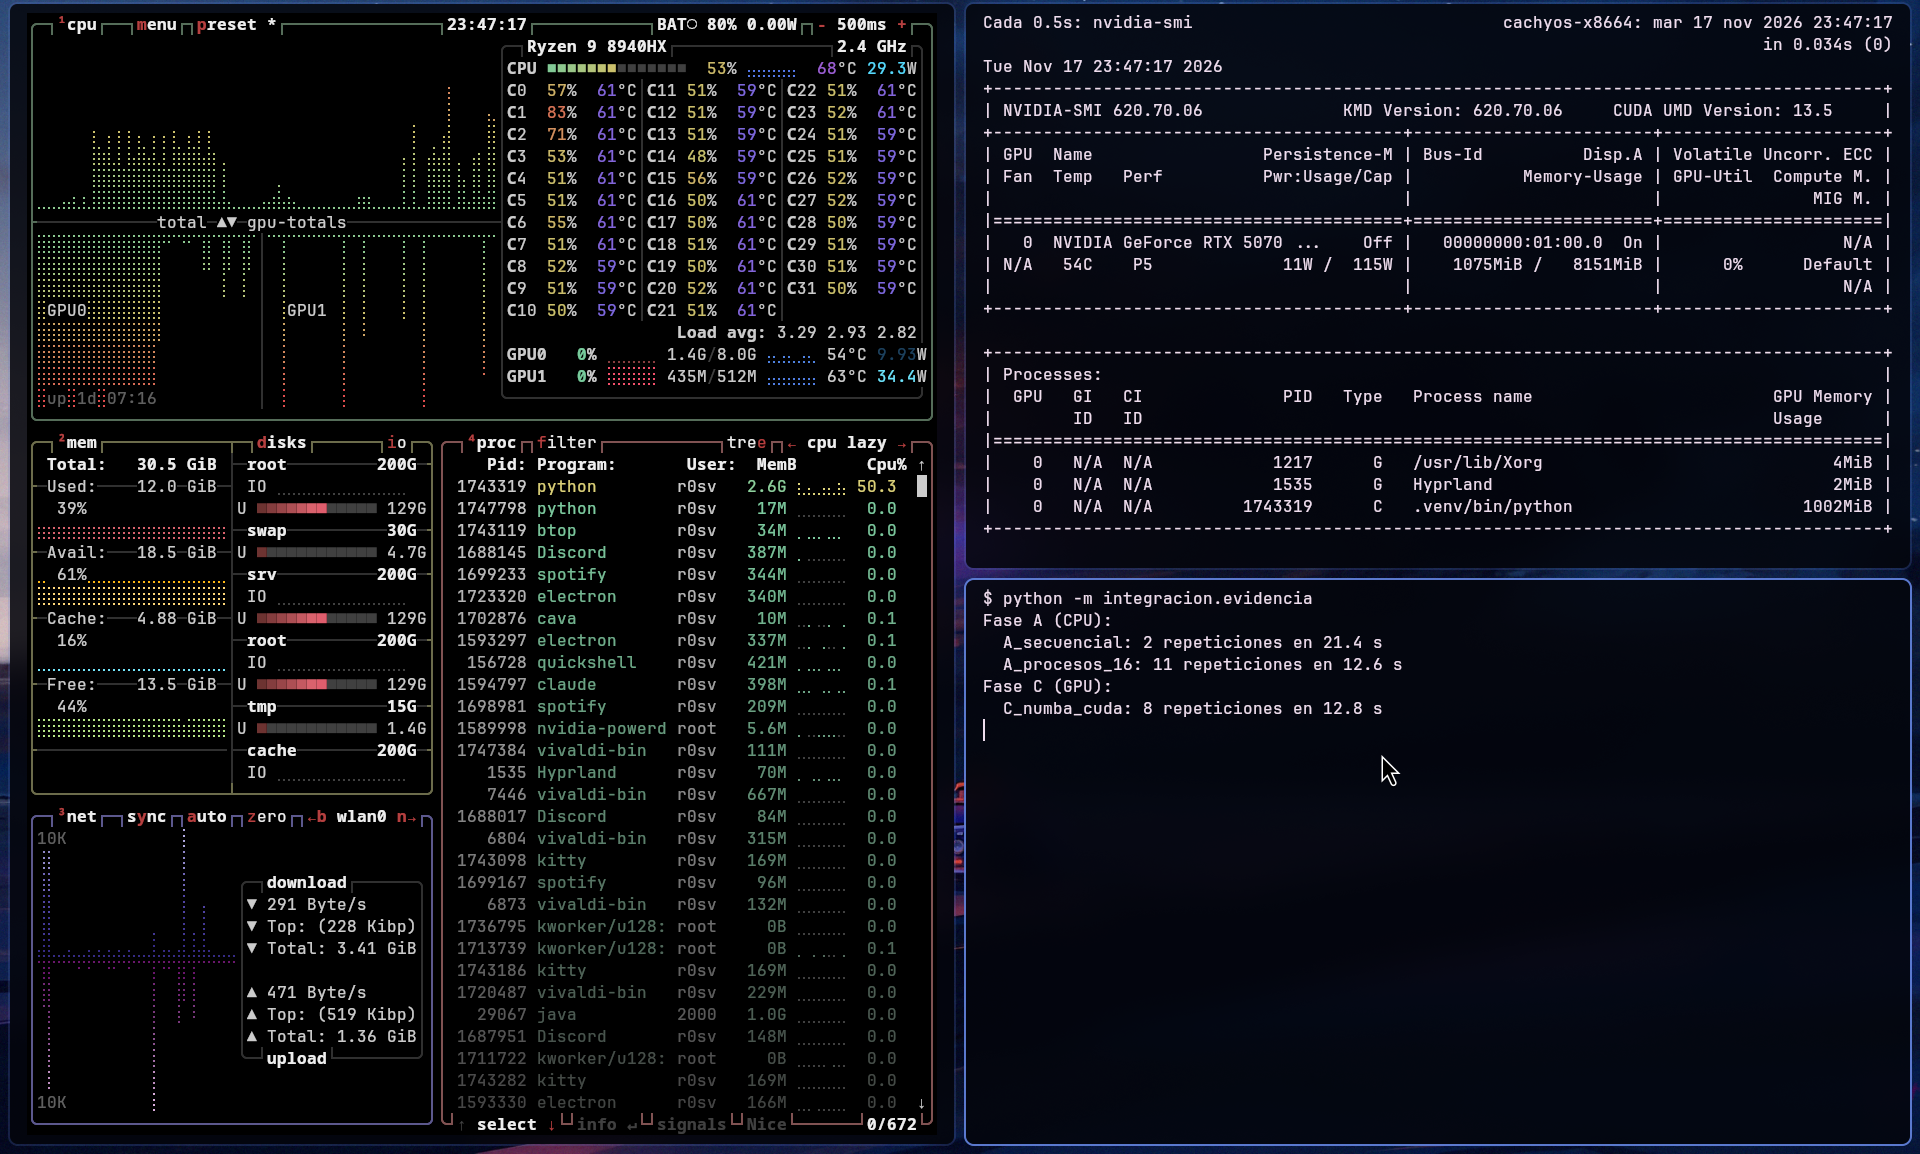 ¹cpu menu preset * 23:47:17 BAT 80% 0.00W - 500ms +
Ryzen 9 8940HX 2.4 GHz
CPU 53% 68°C 29.3W
C0 57% 61°C C11 51% 59°C C22 51% 61°C
C1 83% 61°C C12 51% 59°C C23 52% 61°C
C2 71% 61°C C13 51% 59°C C24 51% 59°C
C3 53% 61°C C14 48% 59°C C25 51% 59°C
C4 51% 61°C C15 56% 59°C C26 52% 59°C
C5 51% 61°C C16 50% 61°C C27 52% 59°C
C6 55% 61°C C17 50% 61°C C28 50% 59°C
C7 51% 61°C C18 51% 61°C C29 51% 59°C
C8 52% 59°C C19 50% 61°C C30 51% 59°C
C9 51% 59°C C20 52% 61°C C31 50% 59°C
C10 50% 59°C C21 51% 61°C
Load avg: 3.29 2.93 2.82
GPU0 0% 1.4G/8.0G 54°C 9.93W
GPU1 0% 435M/512M 63°C 34.4W
total ▲▼ gpu-totals
GPU0 GPU1
up 1d 07:16
²mem disks io
Total: 30.5 GiB
Used: 12.0 GiB
39%
Avail: 18.5 GiB
61%
Cache: 4.88 GiB
16%
Free: 13.5 GiB
44%
root 200G
IO
U 129G
swap 30G
U 4.7G
srv 200G
IO
U 129G
root 200G
IO
U 129G
tmp 15G
U 1.4G
cache 200G
IO
³net sync auto zero ←b wlan0 n→
10K
download
▼ 291 Byte/s
▼ Top: (228 Kibp)
▼ Total: 3.41 GiB
▲ 471 Byte/s
▲ Top: (519 Kibp)
▲ Total: 1.36 GiB
upload
10K
⁴proc filter tree ← cpu lazy →
Pid: Program: User: MemB Cpu% ↑
1743319 python r0sv 2.6G 50.3
1747798 python r0sv 17M 0.0
1743119 btop r0sv 34M 0.0
1688145 Discord r0sv 387M 0.0
1699233 spotify r0sv 344M 0.0
1723320 electron r0sv 340M 0.0
1702876 cava r0sv 10M 0.1
1593297 electron r0sv 337M 0.1
156728 quickshell r0sv 421M 0.0
1594797 claude r0sv 398M 0.1
1698981 spotify r0sv 209M 0.0
1589998 nvidia-powerd root 5.6M 0.0
1747384 vivaldi-bin r0sv 111M 0.0
1535 Hyprland r0sv 70M 0.0
7446 vivaldi-bin r0sv 667M 0.0
1688017 Discord r0sv 84M 0.0
6804 vivaldi-bin r0sv 315M 0.0
1743098 kitty r0sv 169M 0.0
1699167 spotify r0sv 96M 0.0
6873 vivaldi-bin r0sv 132M 0.0
1736795 kworker/u128: root 0B 0.0
1713739 kworker/u128: root 0B 0.1
1743186 kitty r0sv 169M 0.0
1720487 vivaldi-bin r0sv 229M 0.0
29067 java 2000 1.0G 0.0
1687951 Discord r0sv 148M 0.0
1711722 kworker/u128: root 0B 0.0
1743282 kitty r0sv 169M 0.0
1593330 electron r0sv 166M 0.0 ↓
↑ select ↓ info ↵ signals Nice 0/672
Cada 0.5s: nvidia-smi cachyos-x8664: mar 17 nov 2026 23:47:17
in 0.034s (0)
Tue Nov 17 23:47:17 2026
+-----------------------------------------------------------------------------------------+
| NVIDIA-SMI 620.70.06 KMD Version: 620.70.06 CUDA UMD Version: 13.5 |
+-----------------------------------------+------------------------+----------------------+
| GPU Name Persistence-M | Bus-Id Disp.A | Volatile Uncorr. ECC |
| Fan Temp Perf Pwr:Usage/Cap | Memory-Usage | GPU-Util Compute M. |
| | | MIG M. |
|=========================================+========================+======================|
| 0 NVIDIA GeForce RTX 5070 ... Off | 00000000:01:00.0 On | N/A |
| N/A 54C P5 11W / 115W | 1075MiB / 8151MiB | 0% Default |
| | | N/A |
+-----------------------------------------+------------------------+----------------------+
+-----------------------------------------------------------------------------------------+
| Processes: |
| GPU GI CI PID Type Process name GPU Memory |
| ID ID Usage |
|=========================================================================================|
| 0 N/A N/A 1217 G /usr/lib/Xorg 4MiB |
| 0 N/A N/A 1535 G Hyprland 2MiB |
| 0 N/A N/A 1743319 C .venv/bin/python 1002MiB |
+-----------------------------------------------------------------------------------------+
$ python -m integracion.evidencia
Fase A (CPU):
A_secuencial: 2 repeticiones en 21.4 s
A_procesos_16: 11 repeticiones en 12.6 s
Fase C (GPU):
C_numba_cuda: 8 repeticiones en 12.8 s